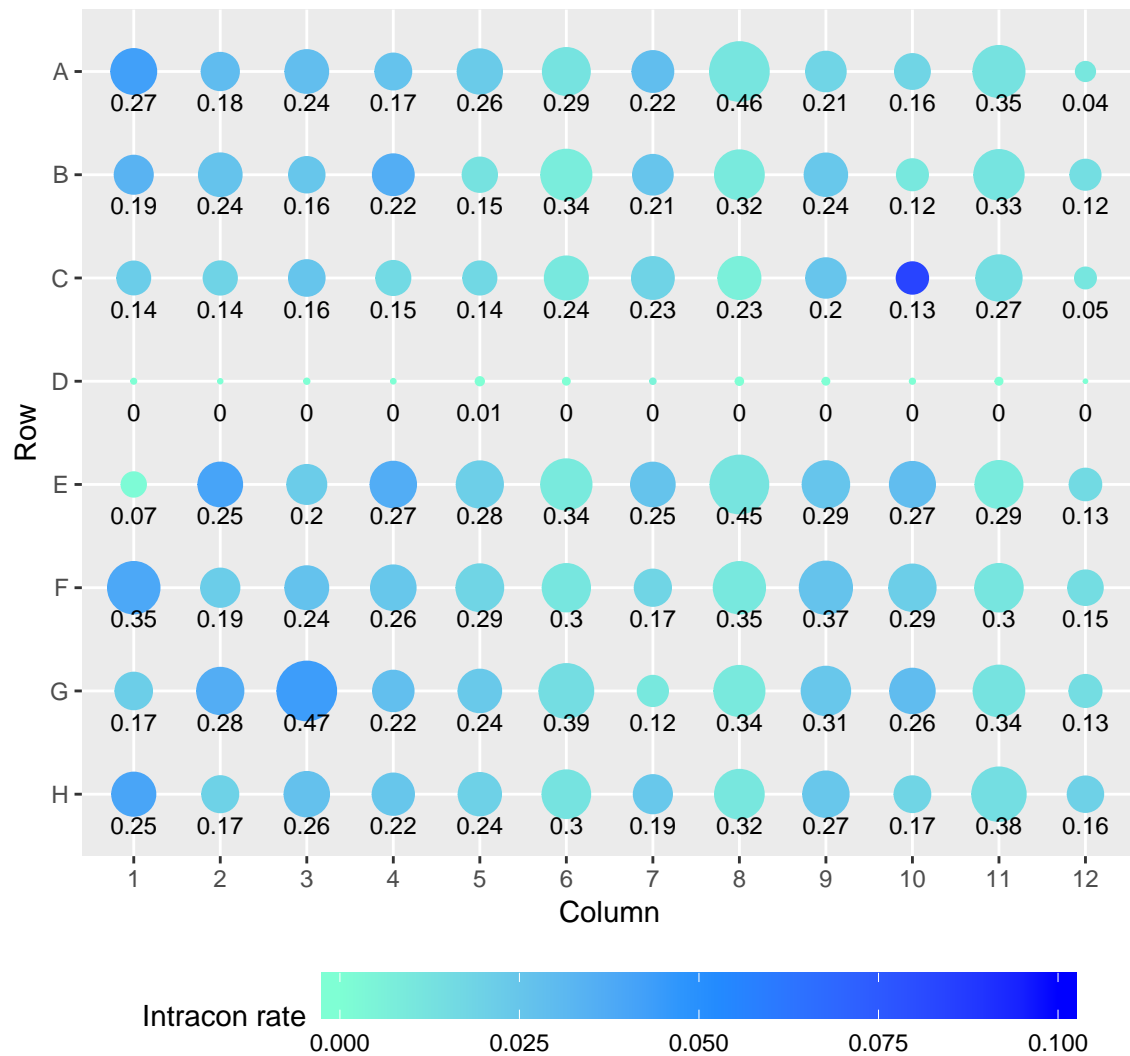 A
0.27 0.18 0.24 0.17 0.26 0.29 0.22 0.46 0.21 0.16 0.35 0.04
B
0.19 0.24 0.16 0.22 0.15 0.34 0.21 0.32 0.24 0.12 0.33 0.12
C
0.14 0.14 0.16 0.15 0.14 0.24 0.23 0.23 0.2 0.13 0.27 0.05
D
0 0 0 0 0.01 0 0 0 0 0 0 0
Row
E
0.07 0.25 0.2 0.27 0.28 0.34 0.25 0.45 0.29 0.27 0.29 0.13
F
0.35 0.19 0.24 0.26 0.29 0.3 0.17 0.35 0.37 0.29 0.3 0.15
G
0.17 0.28 0.47 0.22 0.24 0.39 0.12 0.34 0.31 0.26 0.34 0.13
H
0.25 0.17 0.26 0.22 0.24 0.3 0.19 0.32 0.27 0.17 0.38 0.16
1 2 3 4 5 6 7 8 9 10 11 12
Column
Intracon rate
0.000 0.025 0.050 0.075 0.100